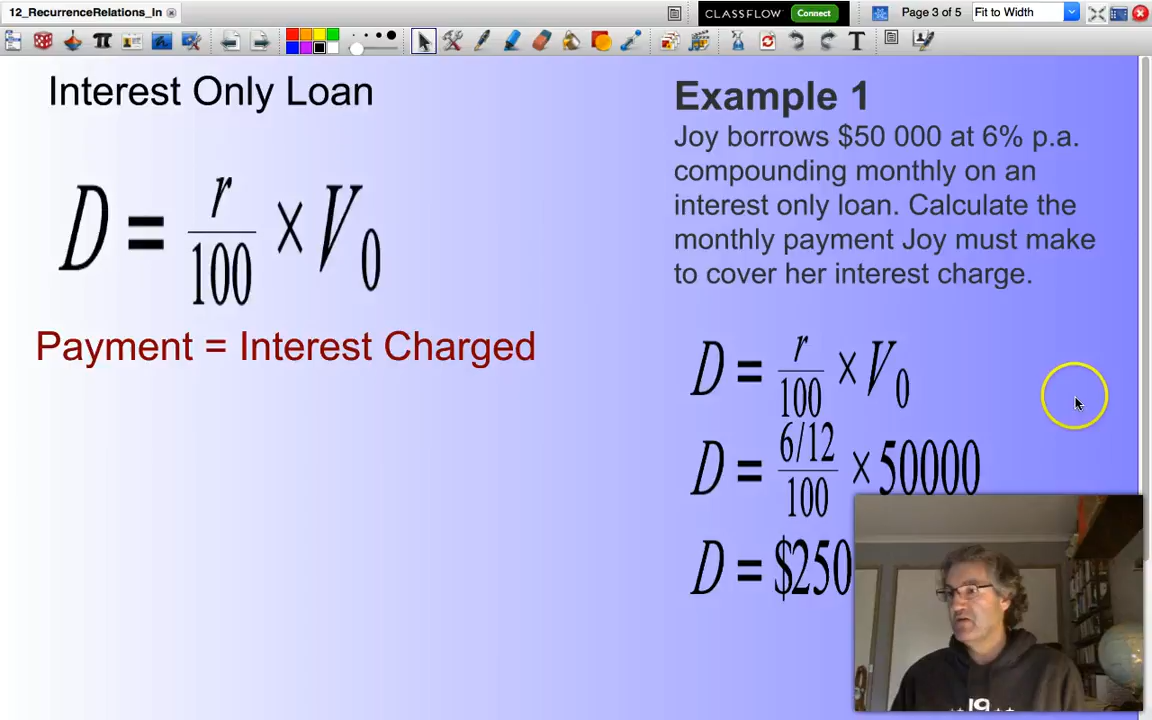 12_RecurrenceRelations_In
CLASSFLOW Connect
Page 3 of 5
Fit to Width
Interest Only Loan
D = r/100 × V₀
Payment = Interest Charged
Example 1
Joy borrows $50 000 at 6% p.a.
compounding monthly on an
interest only loan. Calculate the
monthly payment Joy must make
to cover her interest charge.
D = r/100 × V₀
D = 6/12/100 × 50000
D = $250
19